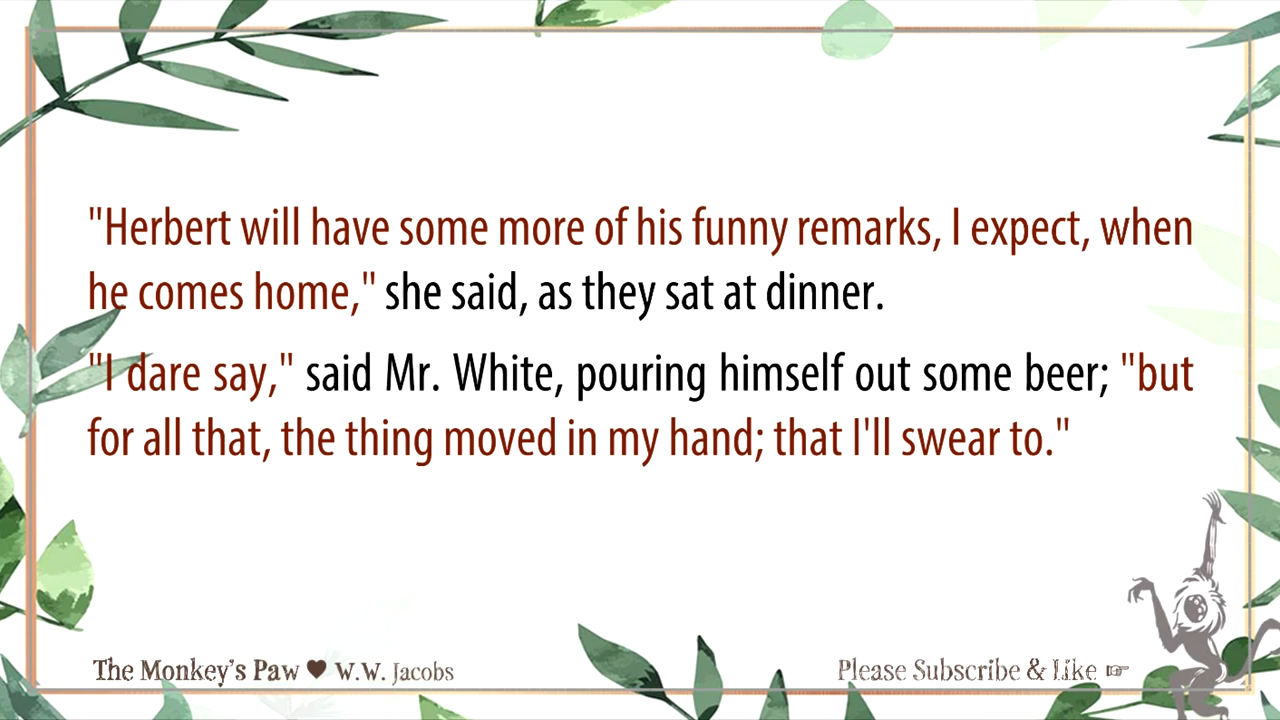 "Herbert will have some more of his funny remarks, I expect, when
he comes home," she said, as they sat at dinner.
"I dare say," said Mr. White, pouring himself out some beer; "but
for all that, the thing moved in my hand; that I'll swear to."
The Monkey's Paw ♥ W.W. Jacobs
Please Subscribe & Like ☞